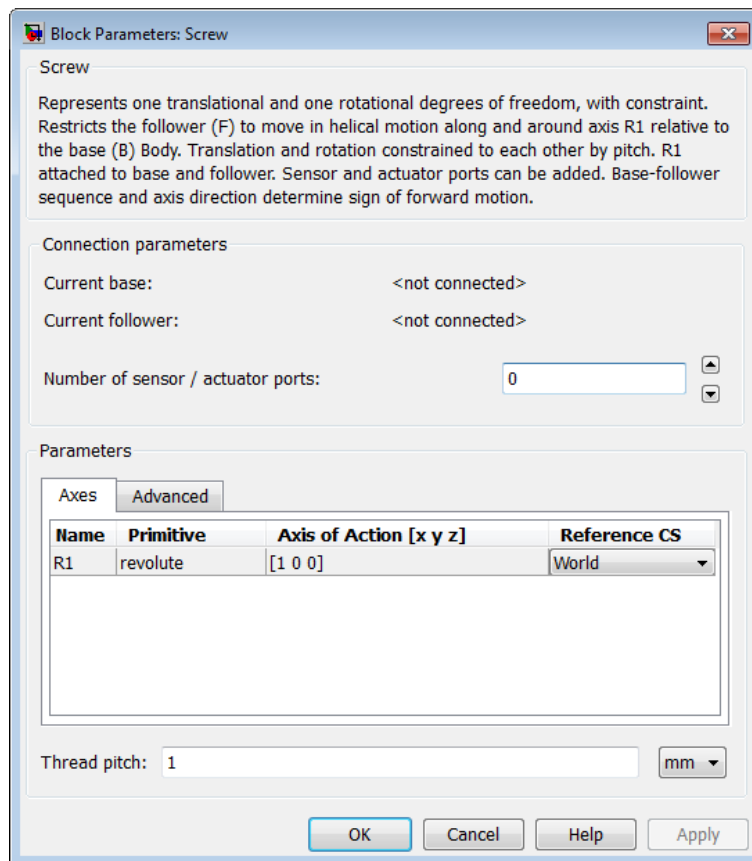 Block Parameters: Screw
Screw
Represents one translational and one rotational degrees of freedom, with constraint.
Restricts the follower (F) to move in helical motion along and around axis R1 relative to
the base (B) Body. Translation and rotation constrained to each other by pitch. R1
attached to base and follower. Sensor and actuator ports can be added. Base-follower
sequence and axis direction determine sign of forward motion.
Connection parameters
Current base: <not connected>
Current follower: <not connected>
Number of sensor / actuator ports: 0
Parameters
Axes Advanced
Name Primitive Axis of Action [x y z] Reference CS
R1 revolute [1 0 0] World
Thread pitch: 1 mm
OK Cancel Help Apply